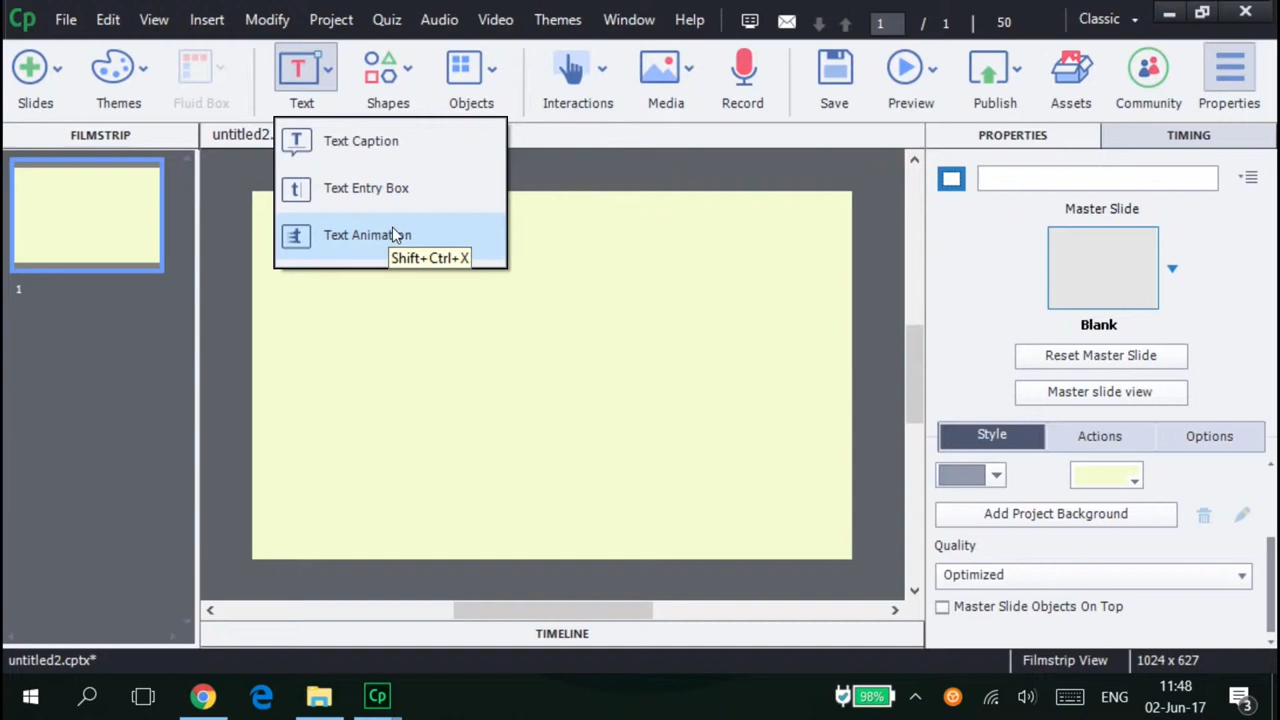 Cp File Edit View Insert Modify Project Quiz Audio Video Themes Window Help 1 / 1 50 Classic
T
Slides Themes Fluid Box Text Shapes Objects Interactions Media Record Save Preview Publish Assets Community Properties
FILMSTRIP untitled2. PROPERTIES TIMING
T Text Caption
t Text Entry Box
t Text Animation
Shift+Ctrl+X
Master Slide
1
Blank
Reset Master Slide
Master slide view
Style Actions Options
Add Project Background
Quality
Optimized
Master Slide Objects On Top
TIMELINE
untitled2.cptx* Filmstrip View 1024 x 627
Cp 98% ENG 11:48
02-Jun-17 3